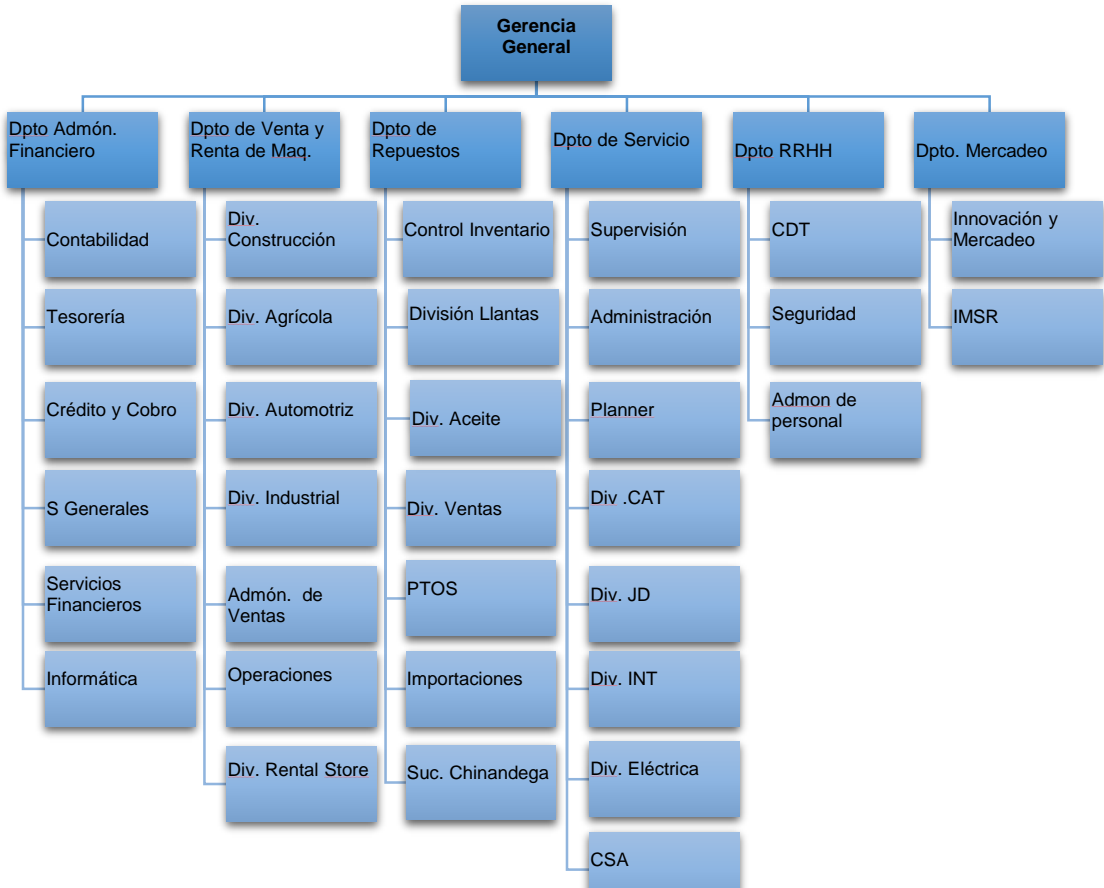 Gerencia
General
Dpto Admón.
Financiero
Contabilidad
Tesorería
Crédito y Cobro
S Generales
Servicios
Financieros
Informática
Dpto de Venta y
Renta de Maq.
Div.
Construcción
Div. Agrícola
Div. Automotriz
Div. Industrial
Admón. de
Ventas
Operaciones
Div. Rental Store
Dpto de
Repuestos
Control Inventario
División Llantas
Div. Aceite
Div. Ventas
PTOS
Importaciones
Suc. Chinandega
Dpto de Servicio
Supervisión
Administración
Planner
Div .CAT
Div. JD
Div. INT
Div. Eléctrica
CSA
Dpto RRHH
CDT
Seguridad
Admon de
personal
Dpto. Mercadeo
Innovación y
Mercadeo
IMSR